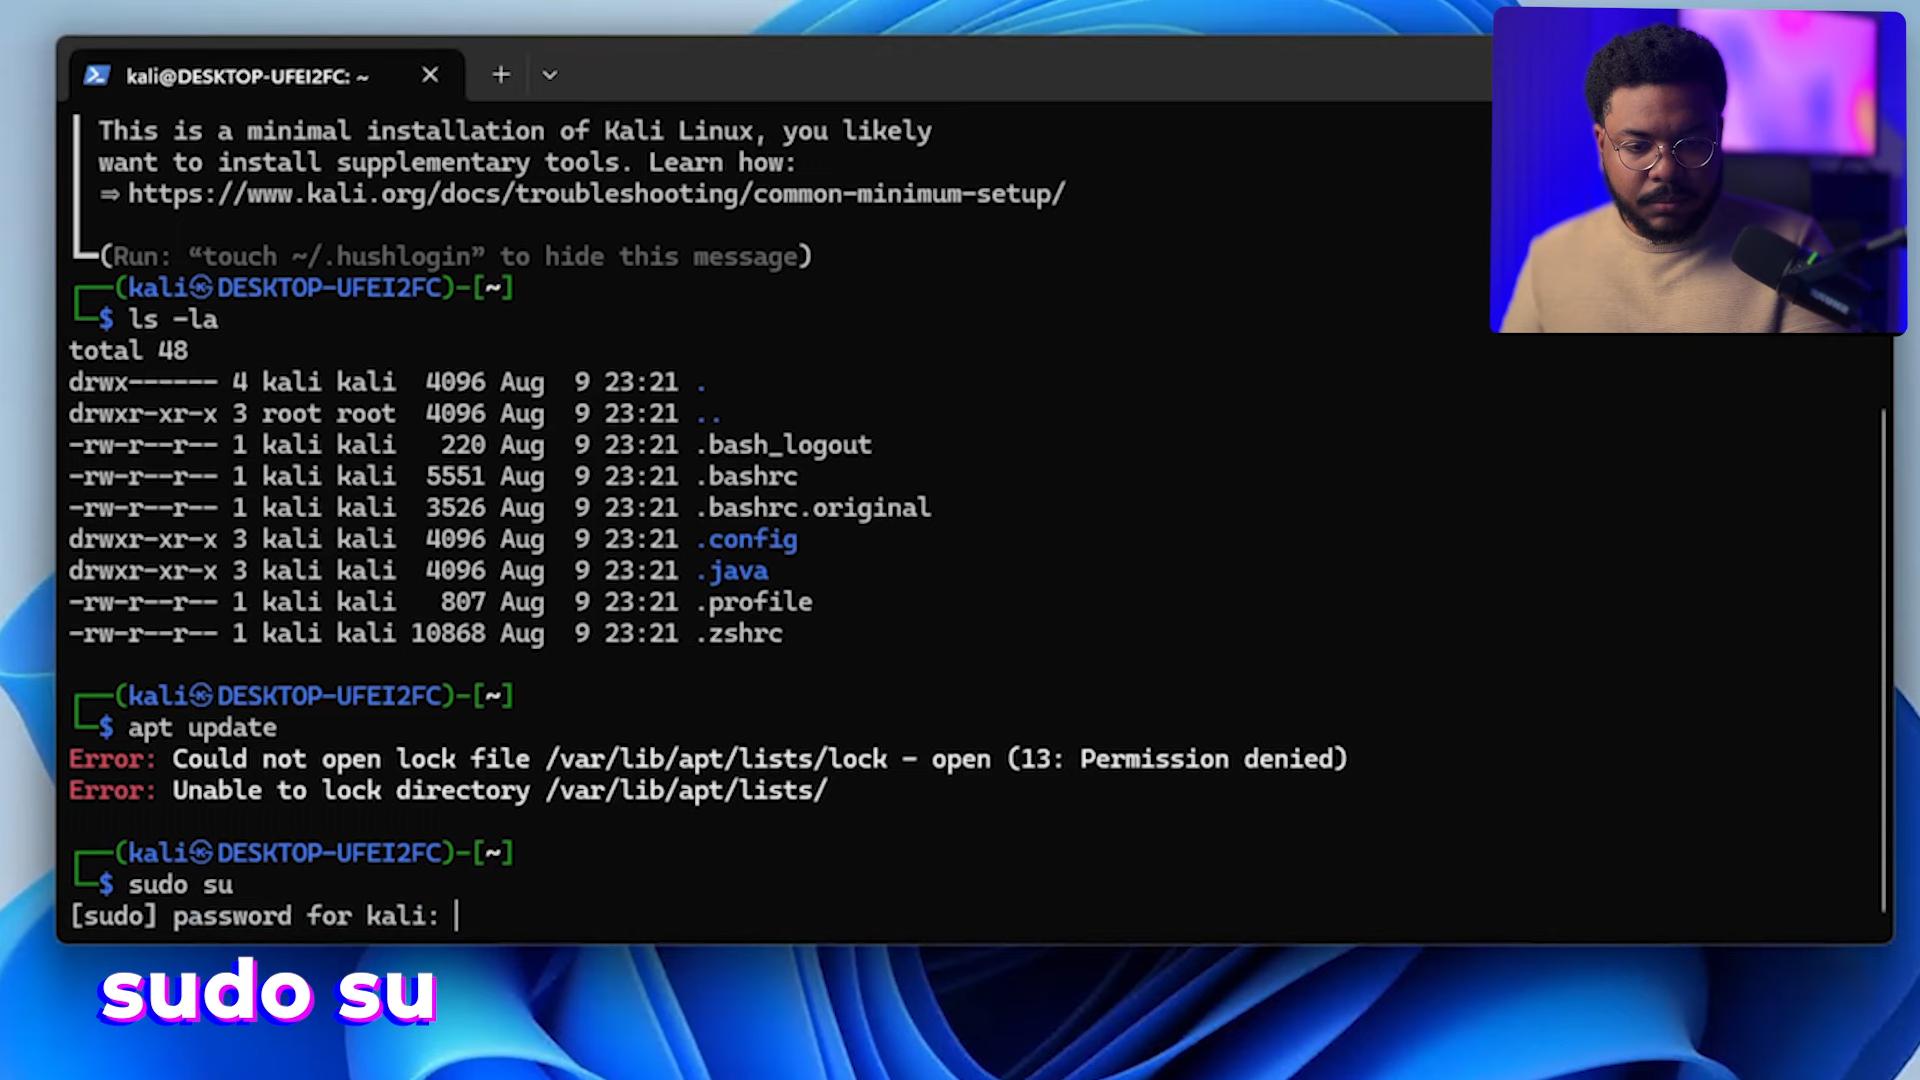 kali@DESKTOP-UFEI2FC: ~
This is a minimal installation of Kali Linux, you likely
want to install supplementary tools. Learn how:
⇒ https://www.kali.org/docs/troubleshooting/common-minimum-setup/
(Run: “touch ~/.hushlogin” to hide this message)
(kali㉿DESKTOP-UFEI2FC)-[~]
$ ls -la
total 48
drwx------ 4 kali kali  4096 Aug  9 23:21 .
drwxr-xr-x 3 root root  4096 Aug  9 23:21 ..
-rw-r--r-- 1 kali kali   220 Aug  9 23:21 .bash_logout
-rw-r--r-- 1 kali kali  5551 Aug  9 23:21 .bashrc
-rw-r--r-- 1 kali kali  3526 Aug  9 23:21 .bashrc.original
drwxr-xr-x 3 kali kali  4096 Aug  9 23:21 .config
drwxr-xr-x 3 kali kali  4096 Aug  9 23:21 .java
-rw-r--r-- 1 kali kali   807 Aug  9 23:21 .profile
-rw-r--r-- 1 kali kali 10868 Aug  9 23:21 .zshrc
(kali㉿DESKTOP-UFEI2FC)-[~]
$ apt update
Error: Could not open lock file /var/lib/apt/lists/lock - open (13: Permission denied)
Error: Unable to lock directory /var/lib/apt/lists/
(kali㉿DESKTOP-UFEI2FC)-[~]
$ sudo su
[sudo] password for kali:
sudo su